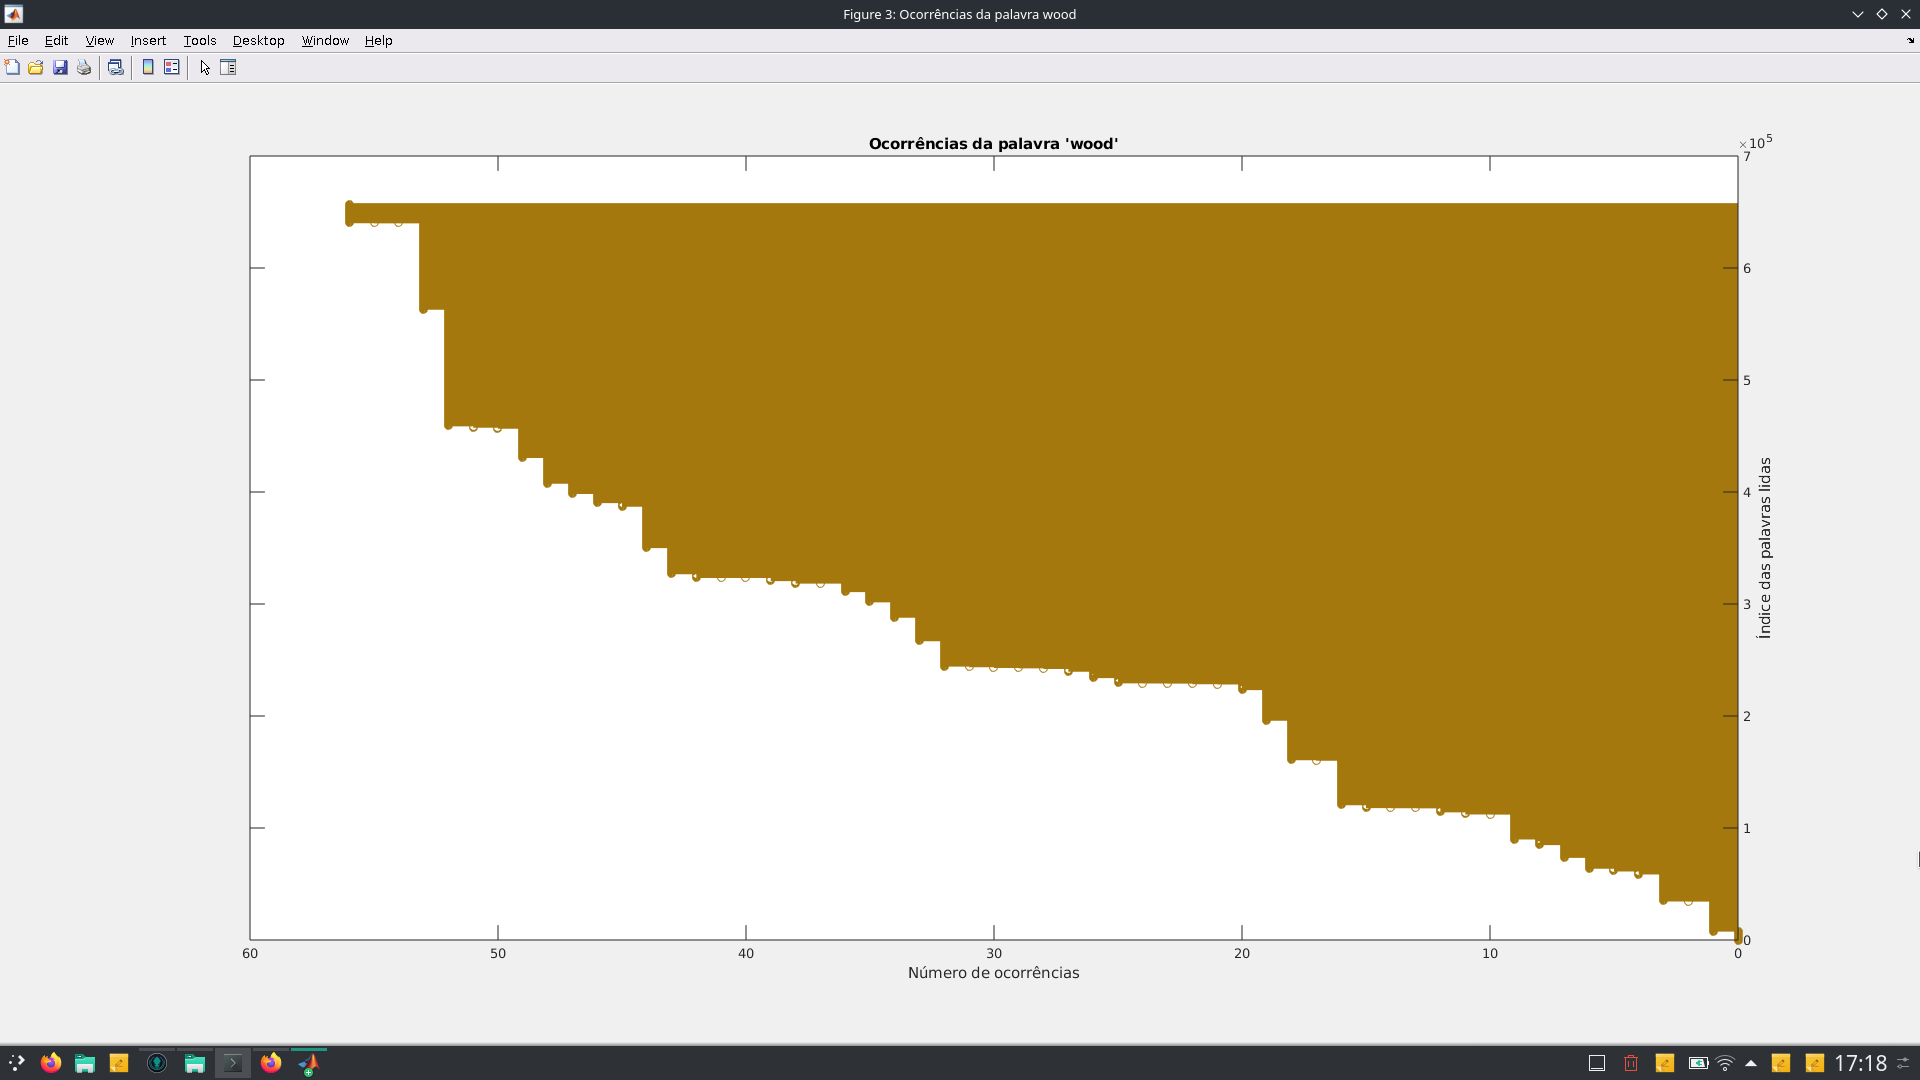 Figure 3: Ocorrências da palavra wood
File Edit View Insert Tools Desktop Window Help
Ocorrências da palavra 'wood'
×10^5
7
6
5
4
3
2
1
0
Índice das palavras lidas
60 50 40 30 20 10 0
Número de ocorrências
17:18